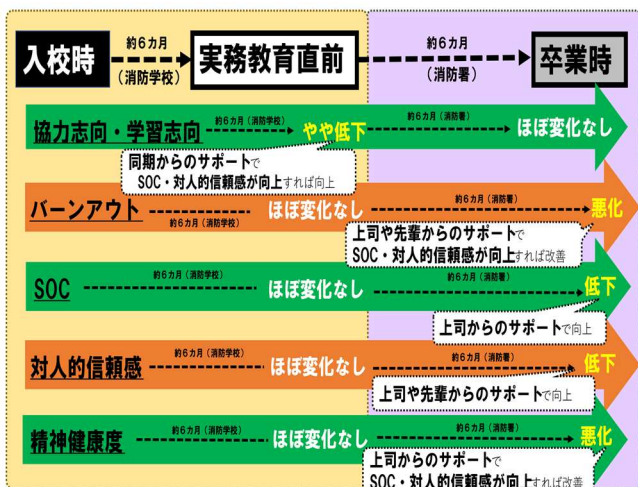 入校時
約6カ月
(消防学校)
実務教育直前
約6カ月
(消防署)
卒業時
協力志向・学習志向
約6カ月(消防学校)
やや低下
約6カ月(消防署)
ほぼ変化なし
同期からのサポートで
SOC・対人的信頼感が向上すれば向上
バーンアウト
約6カ月(消防学校)
ほぼ変化なし
約6カ月(消防署)
悪化
上司や先輩からのサポートで
SOC・対人的信頼感が向上すれば改善
SOC
約6カ月(消防学校)
ほぼ変化なし
約6カ月(消防署)
低下
上司からのサポートで向上
対人的信頼感
約6カ月(消防学校)
ほぼ変化なし
約6カ月(消防署)
低下
上司や先輩からのサポートで向上
精神健康度
約6カ月(消防学校)
ほぼ変化なし
約6カ月(消防署)
悪化
上司からのサポートで
SOC・対人的信頼感が向上すれば改善